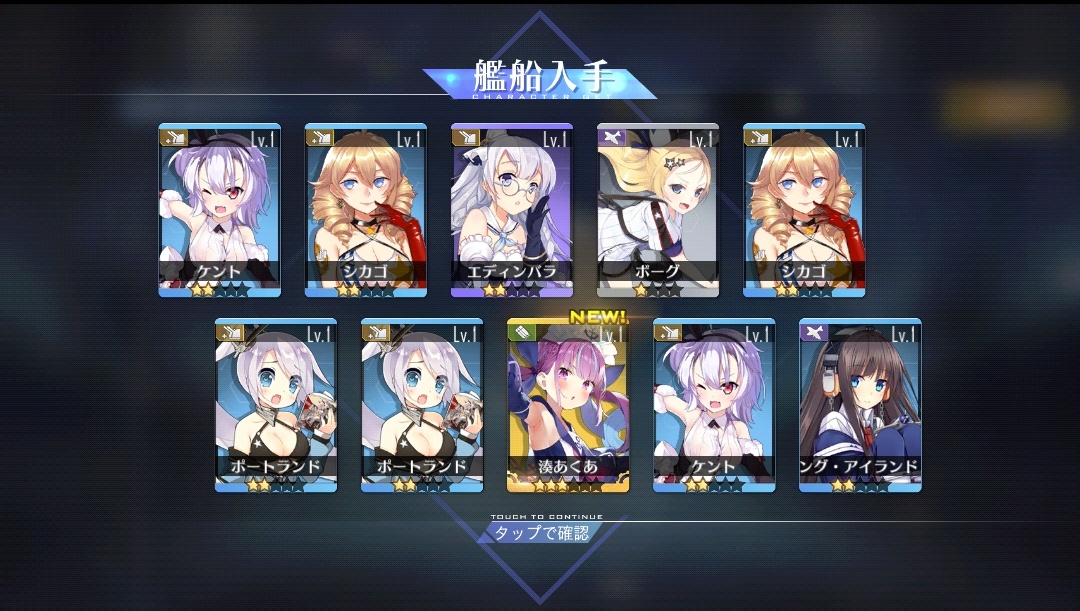 艦船入手
CHARACTER GET
Lv.1
Lv.1
Lv.1
Lv.1
Lv.1
ケント
シカゴ
エディンバラ
ボーグ
シカゴ
NEW!
Lv.1
Lv.1
Lv.1
Lv.1
Lv.1
ポートランド
ポートランド
湊あくあ
ケント
ング・アイランド
TOUCH TO CONTINUE
タップで確認